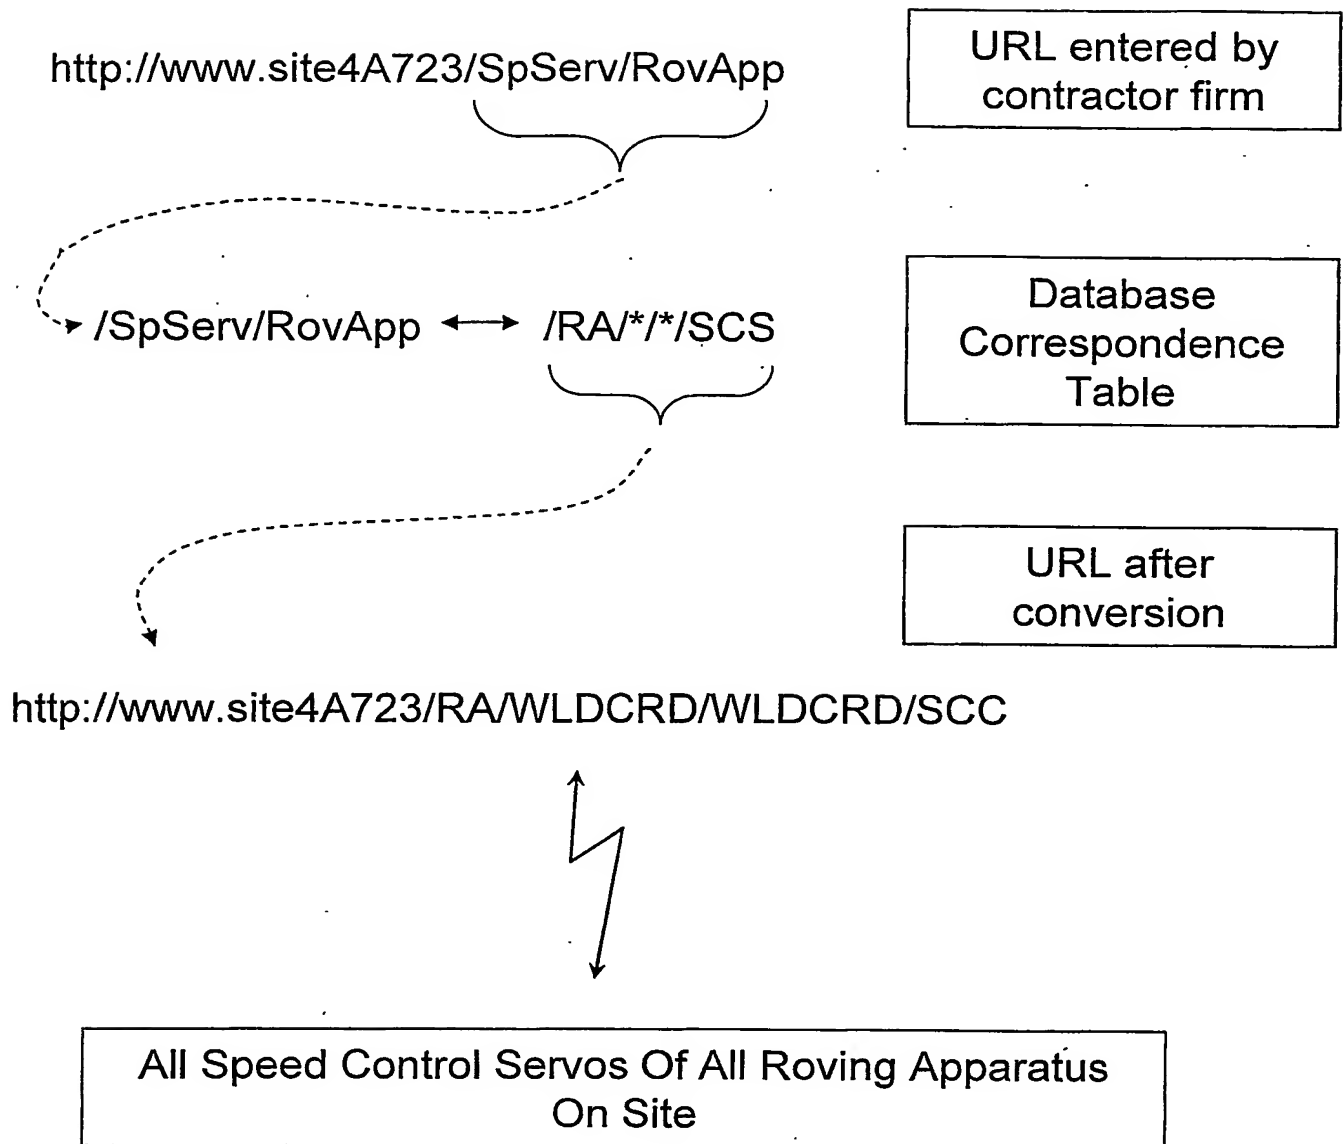 http://www.site4A723/SpServ/RovApp
URL entered by
contractor firm
/SpServ/RovApp
/RA/*/*/SCS
Database
Correspondence
Table
URL after
conversion
http://www.site4A723/RA/WLDCRD/WLDCRD/SCC
All Speed Control Servos Of All Roving Apparatus
On Site